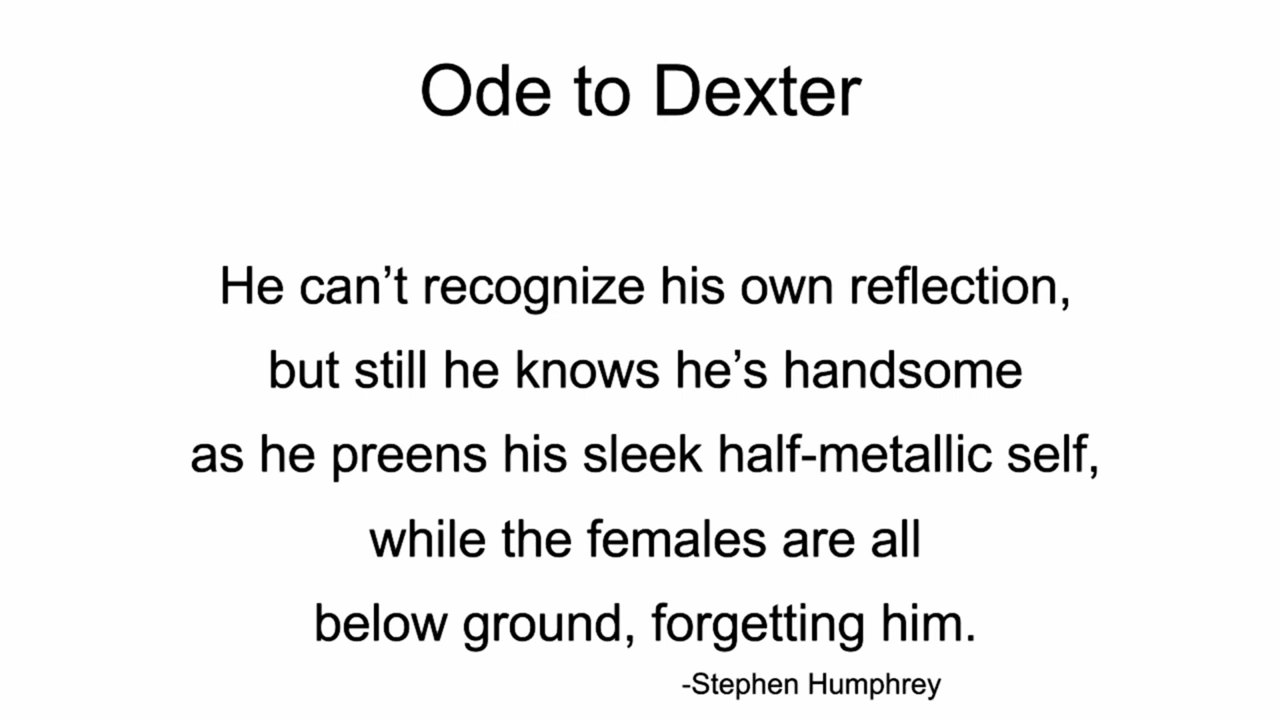 Ode to Dexter
He can’t recognize his own reflection,
but still he knows he’s handsome
as he preens his sleek half-metallic self,
while the females are all
below ground, forgetting him.
-Stephen Humphrey